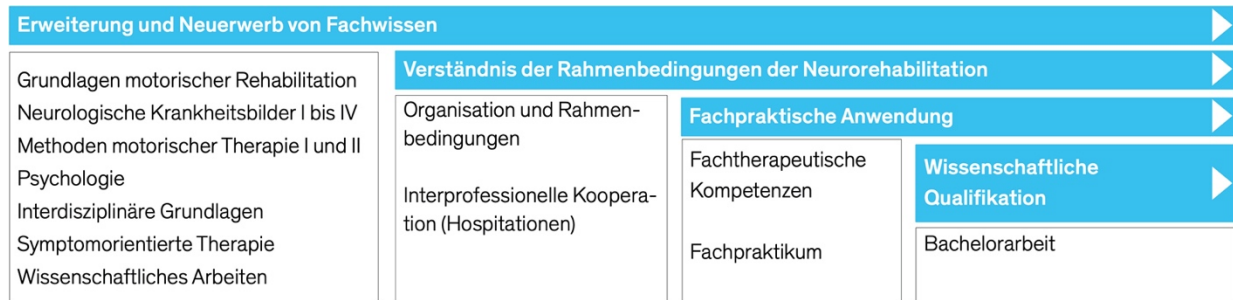 Erweiterung und Neuerwerb von Fachwissen
Grundlagen motorischer Rehabilitation
Neurologische Krankheitsbilder I bis IV
Methoden motorischer Therapie I und II
Psychologie
Interdisziplinäre Grundlagen
Symptomorientierte Therapie
Wissenschaftliches Arbeiten
Verständnis der Rahmenbedingungen der Neurorehabilitation
Organisation und Rahmen-
bedingungen
Interprofessionelle Koopera-
tion (Hospitationen)
Fachpraktische Anwendung
Fachtherapeutische
Kompetenzen
Fachpraktikum
Wissenschaftliche
Qualifikation
Bachelorarbeit